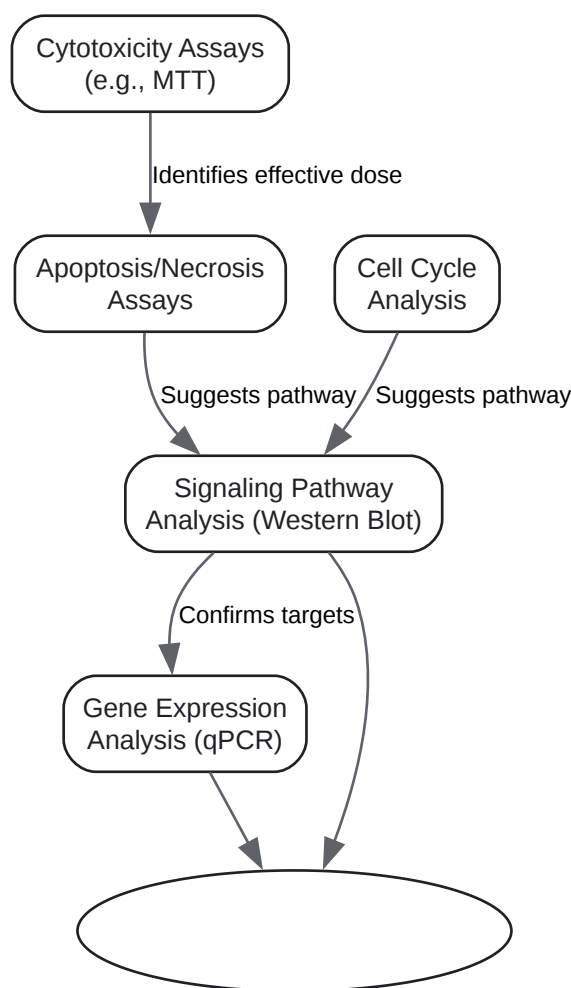 Cytotoxicity Assays
(e.g., MTT)
Identifies effective dose
Apoptosis/Necrosis
Assays
Cell Cycle
Analysis
Suggests pathway
Suggests pathway
Signaling Pathway
Analysis (Western Blot)
Confirms targets
Gene Expression
Analysis (qPCR)